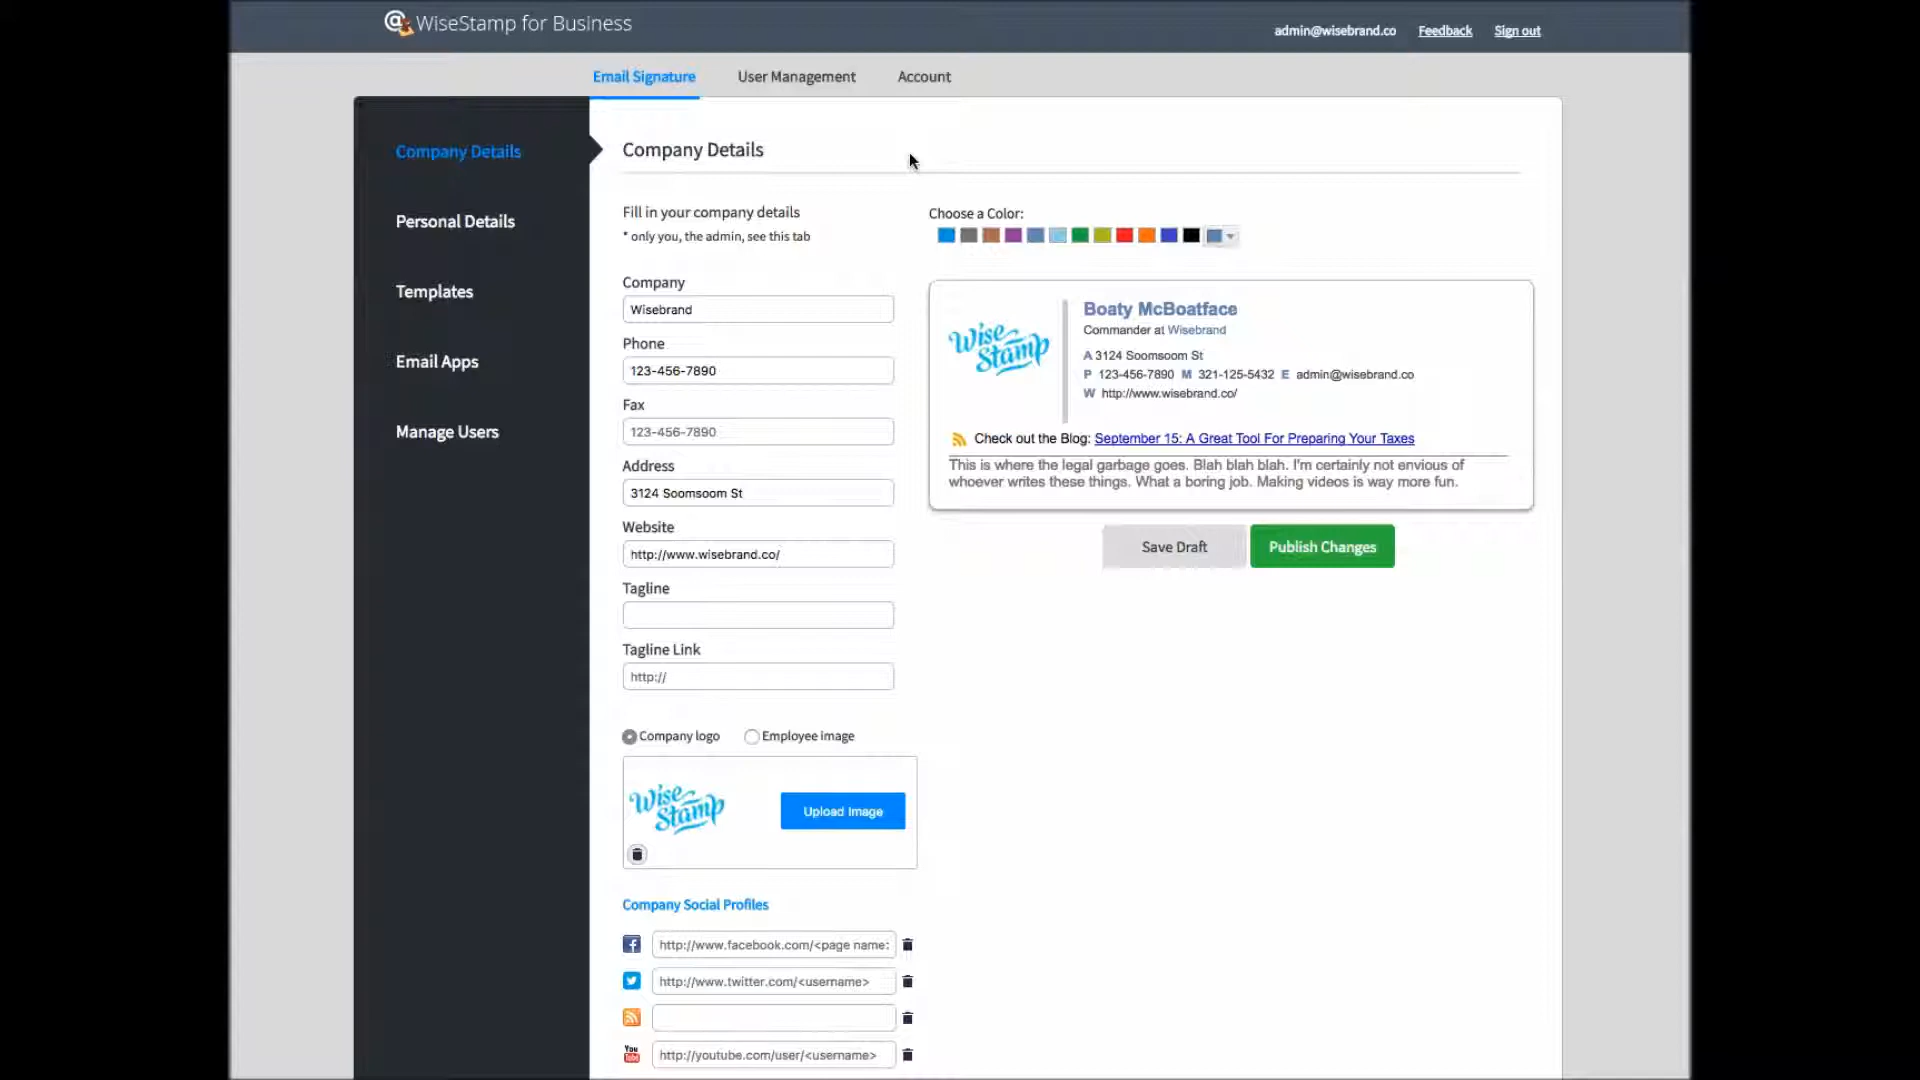 WiseStamp for Business
admin@wisebrand.co Feedback Sign out
Email Signature User Management Account
Company Details
Personal Details
Templates
Email Apps
Manage Users
Company Details
Fill in your company details
* only you, the admin, see this tab
Company
Wisebrand
Phone
123-456-7890
Fax
123-456-7890
Address
3124 Soomsoom St
Website
http://www.wisebrand.co/
Tagline
Tagline Link
http://
Company logo Employee image
Wise
Stamp
Upload Image
Company Social Profiles
http://www.facebook.com/<page name:
http://www.twitter.com/<username>
You
Tube
http://youtube.com/user/<username>
Choose a Color:
Wise
Stamp
Boaty McBoatface
Commander at Wisebrand
A 3124 Soomsoom St
P 123-456-7890 M 321-125-5432 E admin@wisebrand.co
W http://www.wisebrand.co/
Check out the Blog: September 15: A Great Tool For Preparing Your Taxes
This is where the legal garbage goes. Blah blah blah. I'm certainly not envious of
whoever writes these things. What a boring job. Making videos is way more fun.
Save Draft Publish Changes